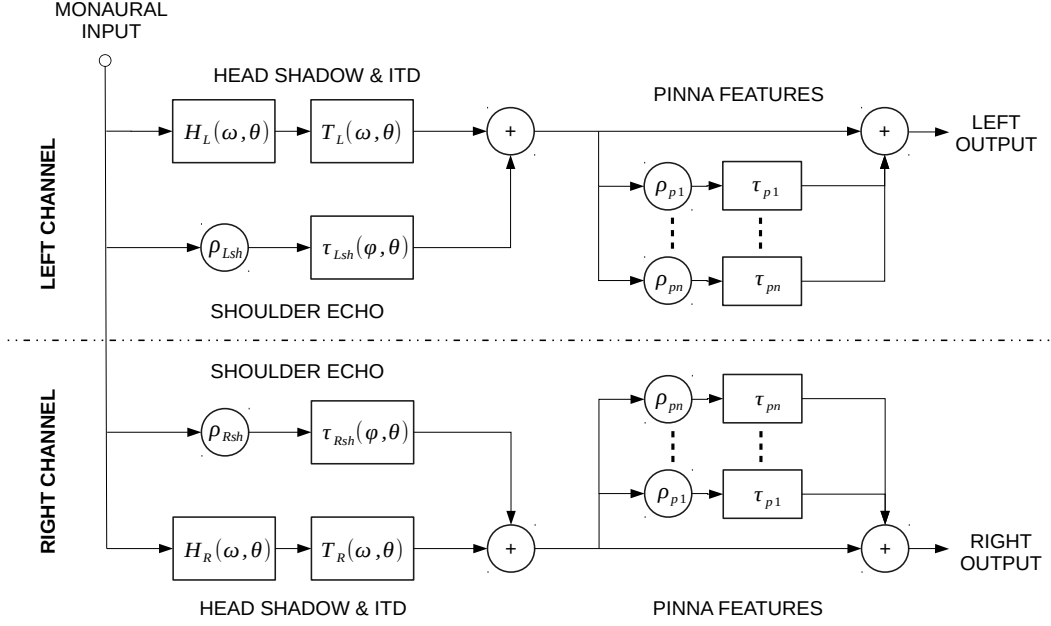 MONAURAL
INPUT
HEAD SHADOW & ITD
PINNA FEATURES
H_L(ω,θ)
T_L(ω,θ)
+
+
LEFT
OUTPUT
ρ_p1
τ_p1
LEFT CHANNEL
ρ_Lsh
τ_Lsh(φ,θ)
ρ_pn
τ_pn
SHOULDER ECHO
SHOULDER ECHO
RIGHT CHANNEL
ρ_Rsh
τ_Rsh(φ,θ)
ρ_pn
τ_pn
ρ_p1
τ_p1
H_R(ω,θ)
T_R(ω,θ)
+
+
RIGHT
OUTPUT
HEAD SHADOW & ITD
PINNA FEATURES